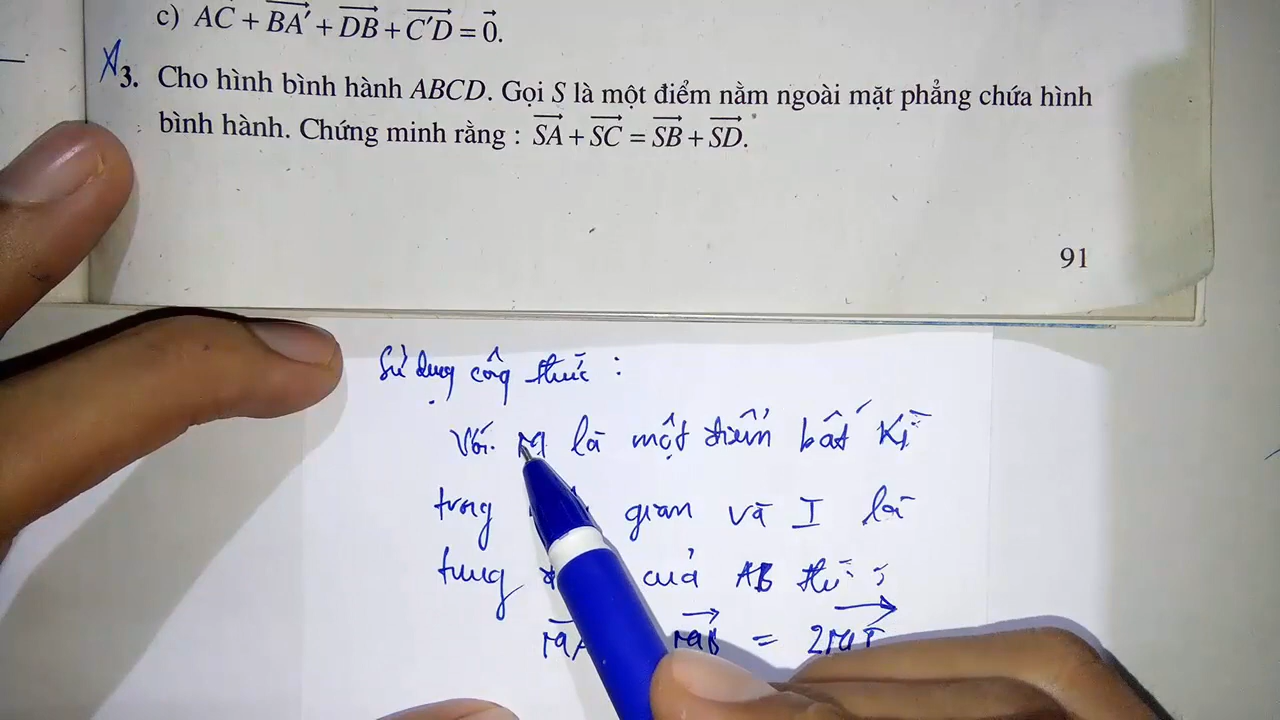 c) AC + BA′ + DB + C′D = 0.
3. Cho hình bình hành ABCD. Gọi S là một điểm nằm ngoài mặt phẳng chứa hình
bình hành. Chứng minh rằng : SA + SC = SB + SD.
91
Sử dụng công thức :
Với M là một điểm bất kì
trong gian và I là
trung của AB thì :
MA MB = 2MI